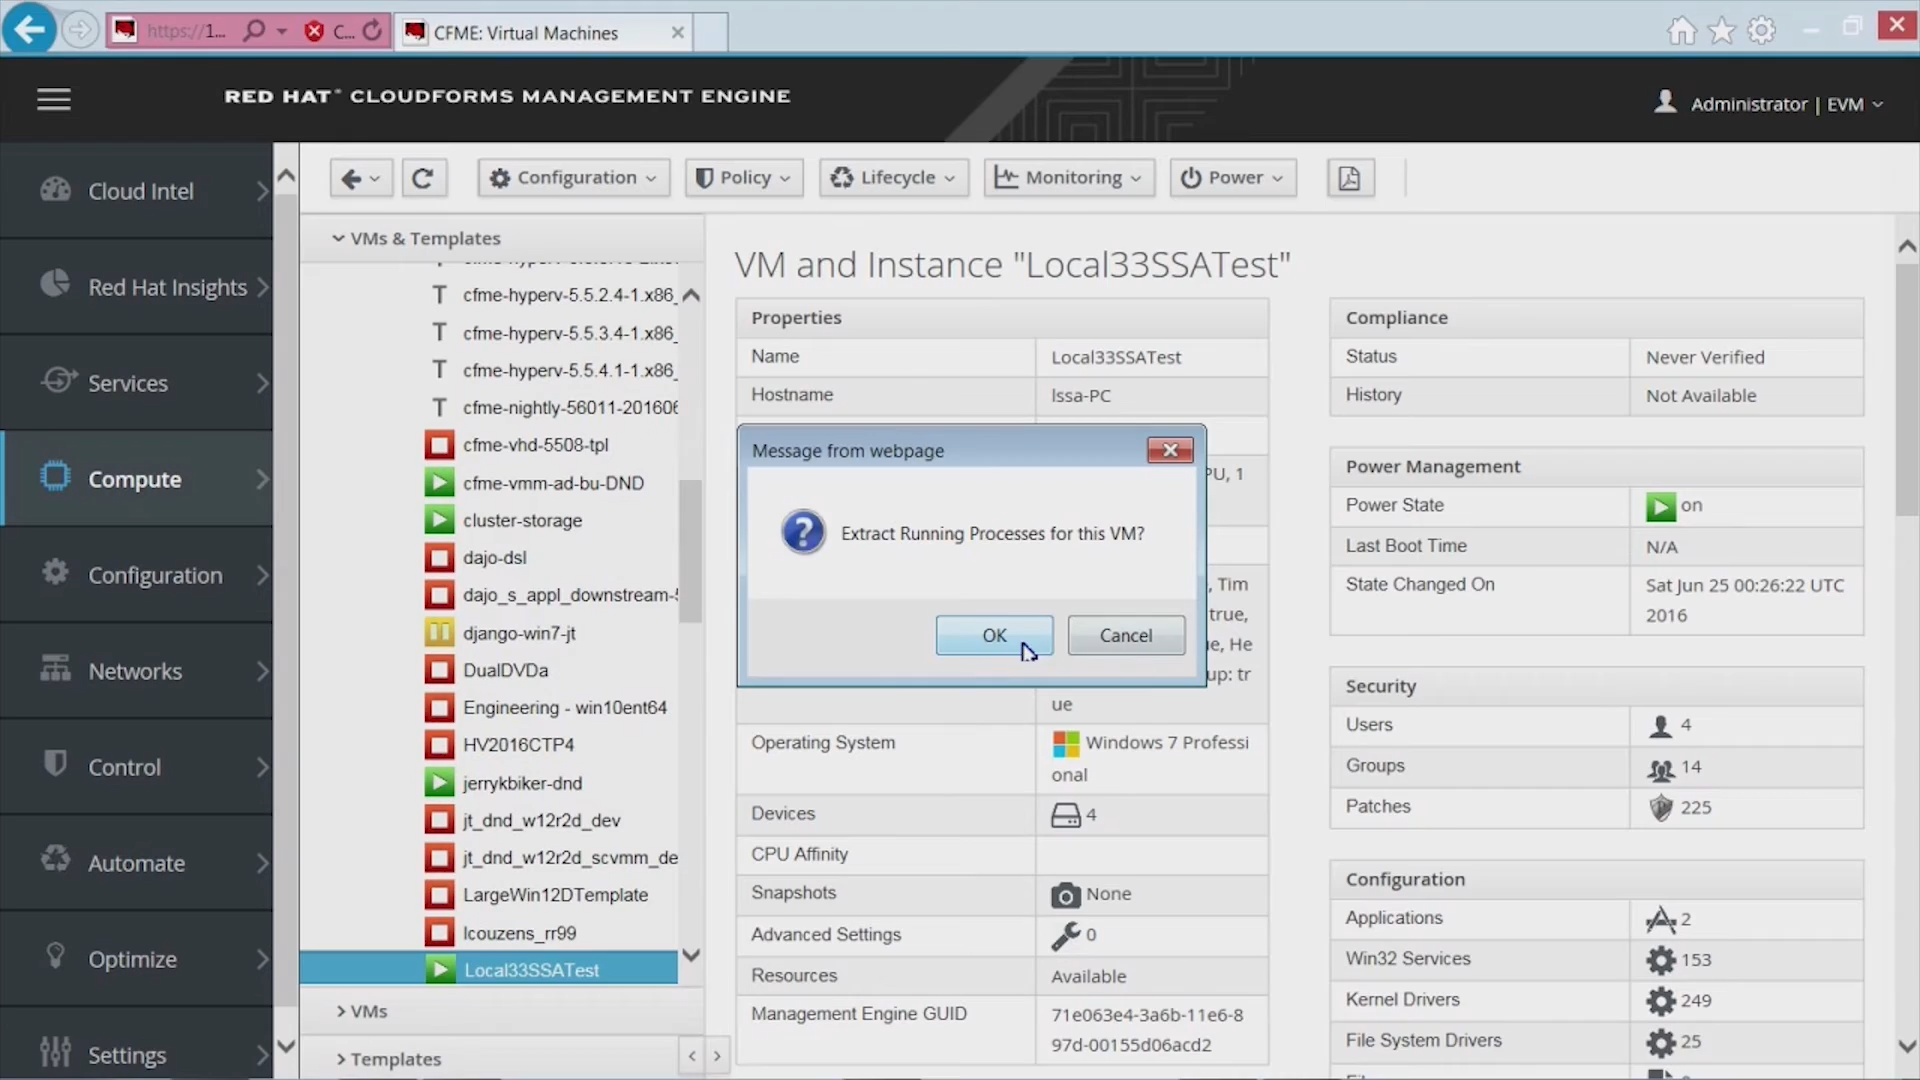 https://1...
C...
CFME: Virtual Machines
RED HAT® CLOUDFORMS MANAGEMENT ENGINE
Administrator | EVM
Cloud Intel
Red Hat Insights
Services
Compute
Configuration
Networks
Control
Automate
Optimize
Settings
Configuration
Policy
Lifecycle
Monitoring
Power
VMs & Templates
T cfme-hyperv-5.5.2.4-1.x86_
T cfme-hyperv-5.5.3.4-1.x86_
T cfme-hyperv-5.5.4.1-1.x86_
T cfme-nightly-56011-201606
cfme-vhd-5508-tpl
cfme-vmm-ad-bu-DND
cluster-storage
dajo-dsl
dajo_s_appl_downstream-5
django-win7-jt
DualDVDa
Engineering - win10ent64
HV2016CTP4
jerrykbiker-dnd
jt_dnd_w12r2d_dev
jt_dnd_w12r2d_scvmm_de
LargeWin12DTemplate
lcouzens_rr99
Local33SSATest
VMs
Templates
VM and Instance "Local33SSATest"
Properties
Name Local33SSATest
Hostname lssa-PC
PU, 1
, Tim
true,
e, He
up: tr
ue
Operating System Windows 7 Professi
onal
Devices 4
CPU Affinity
Snapshots None
Advanced Settings 0
Resources Available
Management Engine GUID 71e063e4-3a6b-11e6-8
97d-00155d06acd2
Message from webpage
Extract Running Processes for this VM?
OK
Cancel
Compliance
Status Never Verified
History Not Available
Power Management
Power State on
Last Boot Time N/A
State Changed On Sat Jun 25 00:26:22 UTC
2016
Security
Users 4
Groups 14
Patches 225
Configuration
Applications 2
Win32 Services 153
Kernel Drivers 249
File System Drivers 25